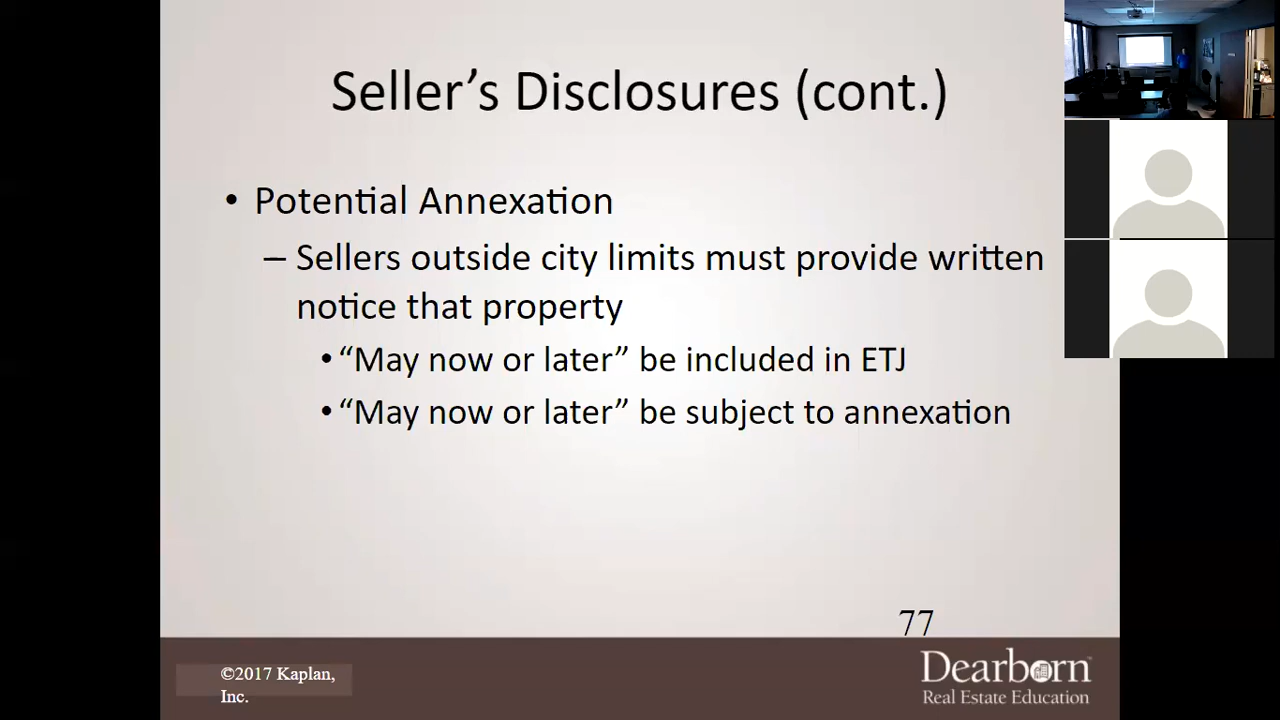 Seller’s Disclosures (cont.)
• Potential Annexation
– Sellers outside city limits must provide written
notice that property
• “May now or later” be included in ETJ
• “May now or later” be subject to annexation
77
©2017 Kaplan,
Inc.
Dearborn
Real Estate Education